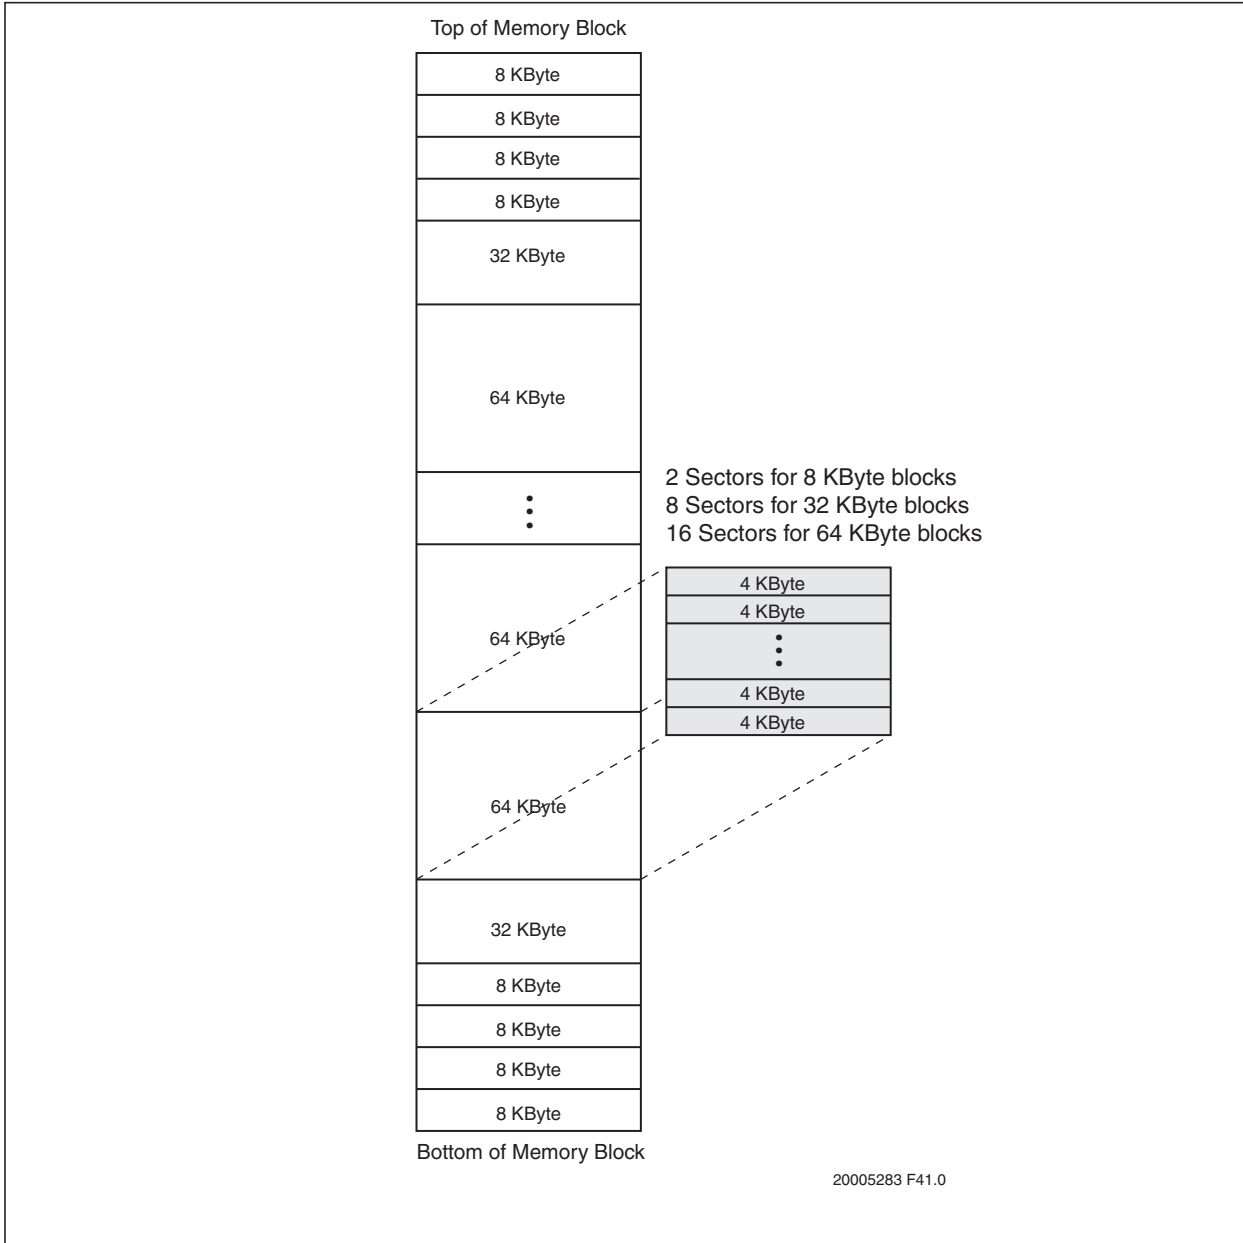 Top of Memory Block
8 KByte
8 KByte
8 KByte
8 KByte
32 KByte
64 KByte
2 Sectors for 8 KByte blocks
8 Sectors for 32 KByte blocks
16 Sectors for 64 KByte blocks
64 KByte
4 KByte
4 KByte
4 KByte
4 KByte
64 KByte
32 KByte
8 KByte
8 KByte
8 KByte
8 KByte
Bottom of Memory Block
20005283 F41.0